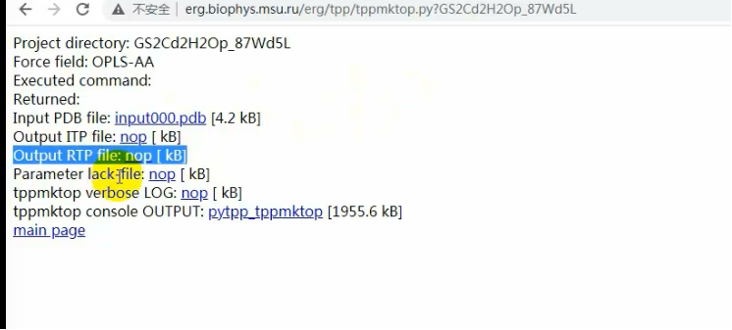 不安全 erg.biophys.msu.ru/erg/tpp/tppmktop.py?GS2Cd2H2Op_87Wd5L
Project directory: GS2Cd2H2Op_87Wd5L
Force field: OPLS-AA
Executed command:
Returned:
Input PDB file: input000.pdb [4.2 kB]
Output ITP file: nop [ kB]
Output RTP file: nop [ kB]
Parameter lack-file: nop [ kB]
tppmktop verbose LOG: nop [ kB]
tppmktop console OUTPUT: pytpp_tppmktop [1955.6 kB]
main page